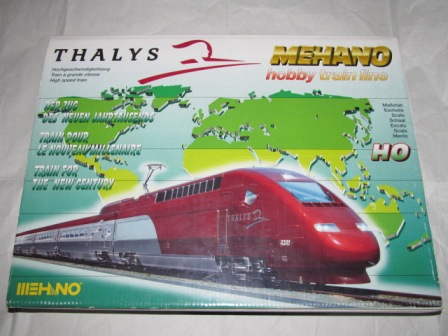 THALYS
Hochgeschwindigkeitszug
Train à grande vitesse
High speed train
MEHANO
hobby train line
DER ZUG
DES NEUEN JAHRTAUSENDS
TRAIN POUR
LE NOUVEAU MILLENAIRE
TRAIN FOR
THE NEW CENTURY
Maßstab
Echelle
Scale
Schaal
Escala
Scala
Merilo
HO
THALYS
MEHANO